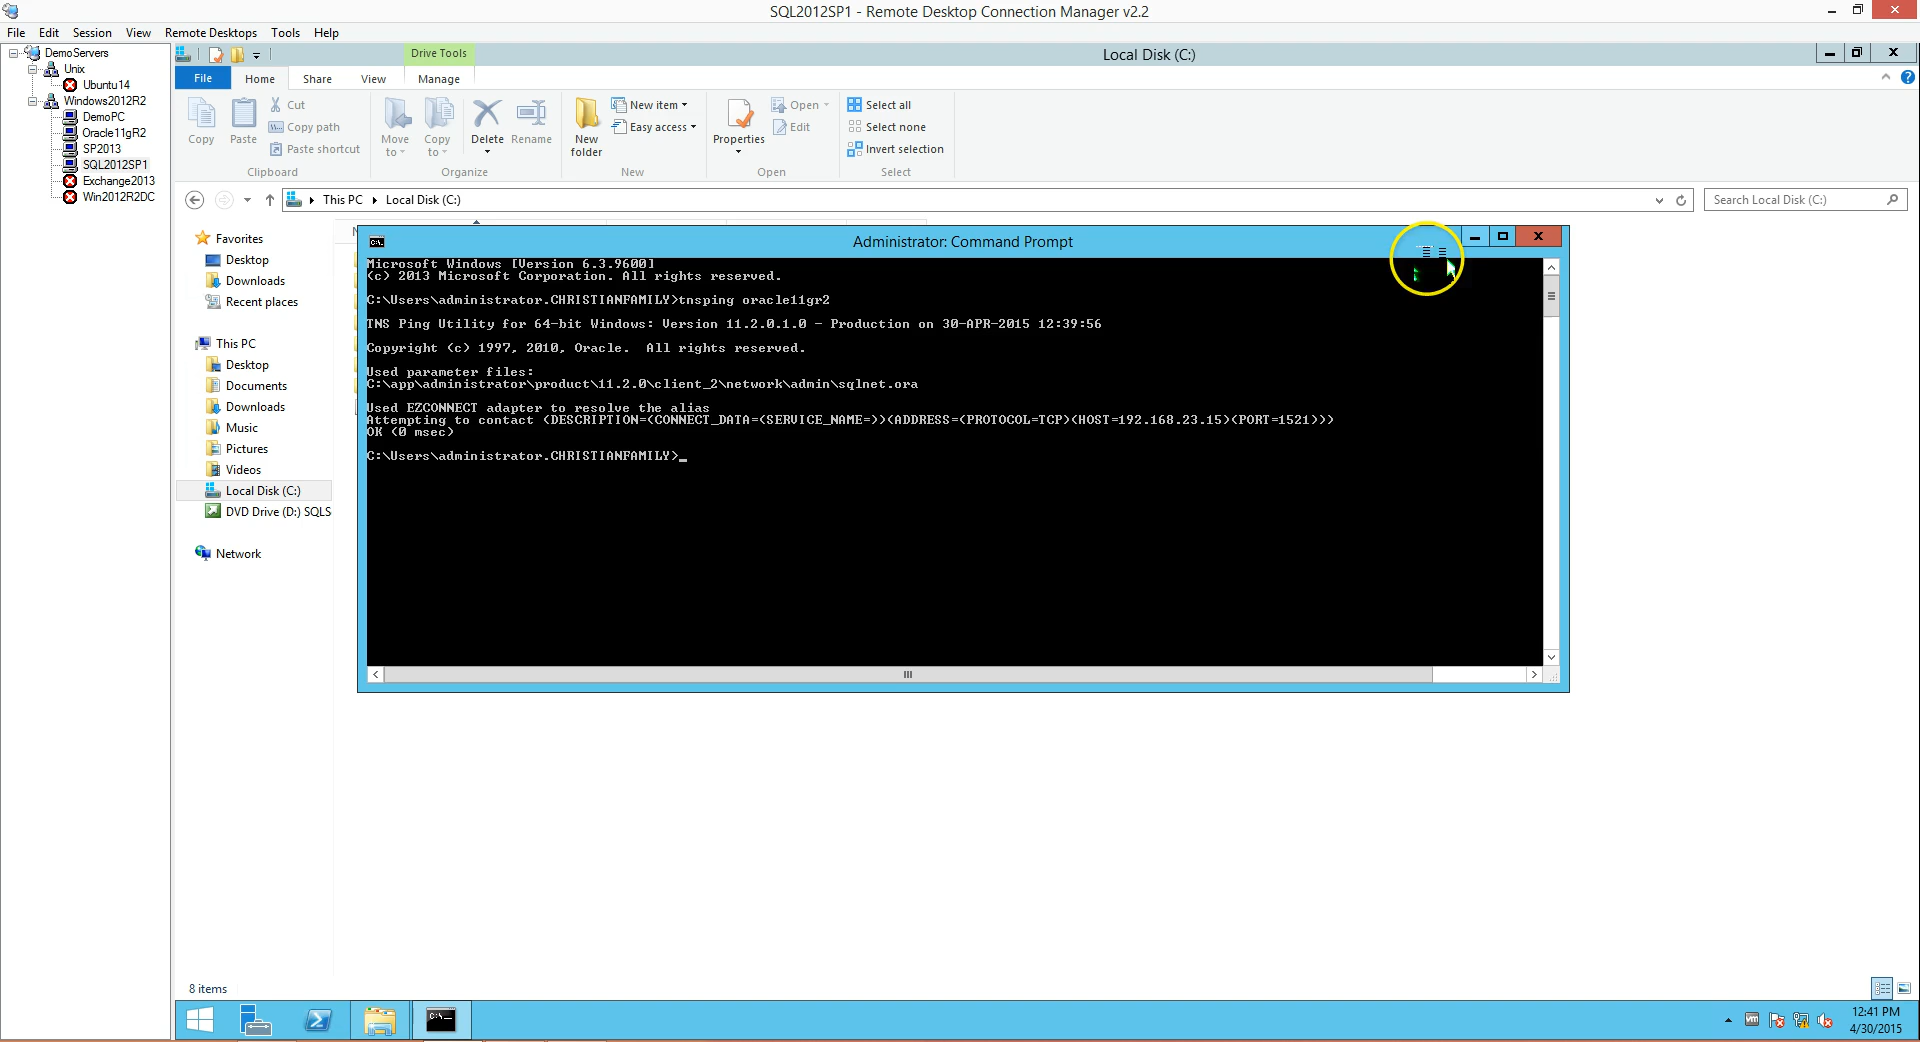 SQL2012SP1 - Remote Desktop Connection Manager v2.2
File Edit Session View Remote Desktops Tools Help
DemoServers
Unix
Ubuntu14
Windows2012R2
DemoPC
Oracle11gR2
SP2013
SQL2012SP1
Exchange2013
Win2012R2DC
Drive Tools
Local Disk (C:)
File Home Share View Manage
Copy
Paste
Cut
Copy path
Paste shortcut
Clipboard
Move to
Copy to
Delete
Rename
Organize
New folder
New item
Easy access
New
Properties
Open
Edit
Open
Select all
Select none
Invert selection
Select
This PC Local Disk (C:)
Search Local Disk (C:)
Favorites
Desktop
Downloads
Recent places
This PC
Desktop
Documents
Downloads
Music
Pictures
Videos
Local Disk (C:)
DVD Drive (D:) SQLS
Network
Administrator: Command Prompt
Microsoft Windows [Version 6.3.9600]
(c) 2013 Microsoft Corporation. All rights reserved.
C:\Users\administrator.CHRISTIANFAMILY>tnsping oracle11gr2
TNS Ping Utility for 64-bit Windows: Version 11.2.0.1.0 - Production on 30-APR-2015 12:39:56
Copyright (c) 1997, 2010, Oracle.  All rights reserved.
Used parameter files:
C:\app\administrator\product\11.2.0\client_2\network\admin\sqlnet.ora
Used EZCONNECT adapter to resolve the alias
Attempting to contact (DESCRIPTION=(CONNECT_DATA=(SERVICE_NAME=))(ADDRESS=(PROTOCOL=TCP)(HOST=192.168.23.15)(PORT=1521)))
OK (0 msec)
C:\Users\administrator.CHRISTIANFAMILY>_
8 items
12:41 PM
4/30/2015